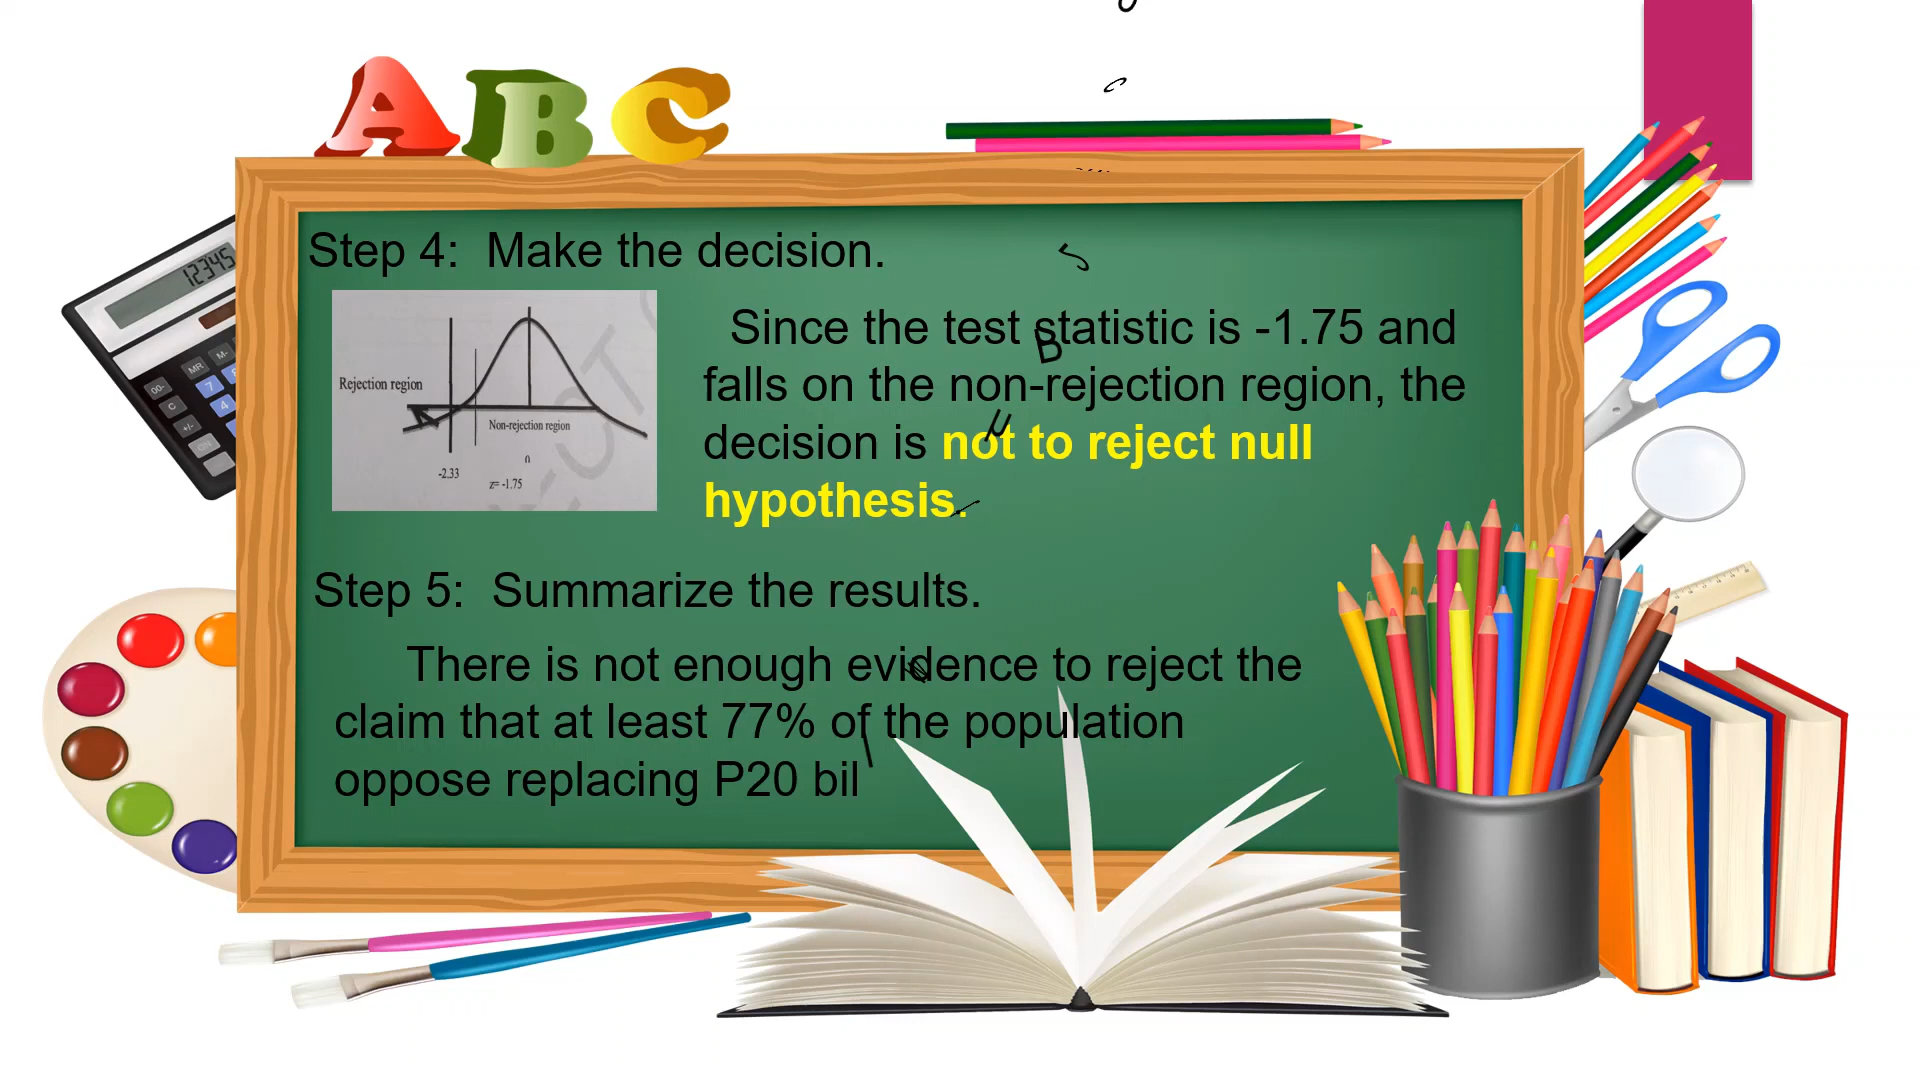 ABC
12345
Step 4: Make the decision.
Rejection region
Non-rejection region
0
-2.33
z= -1.75
Since the test statistic is -1.75 and
falls on the non-rejection region, the
decision is not to reject null
hypothesis.
Step 5: Summarize the results.
There is not enough evidence to reject the
claim that at least 77% of the population
oppose replacing P20 bil